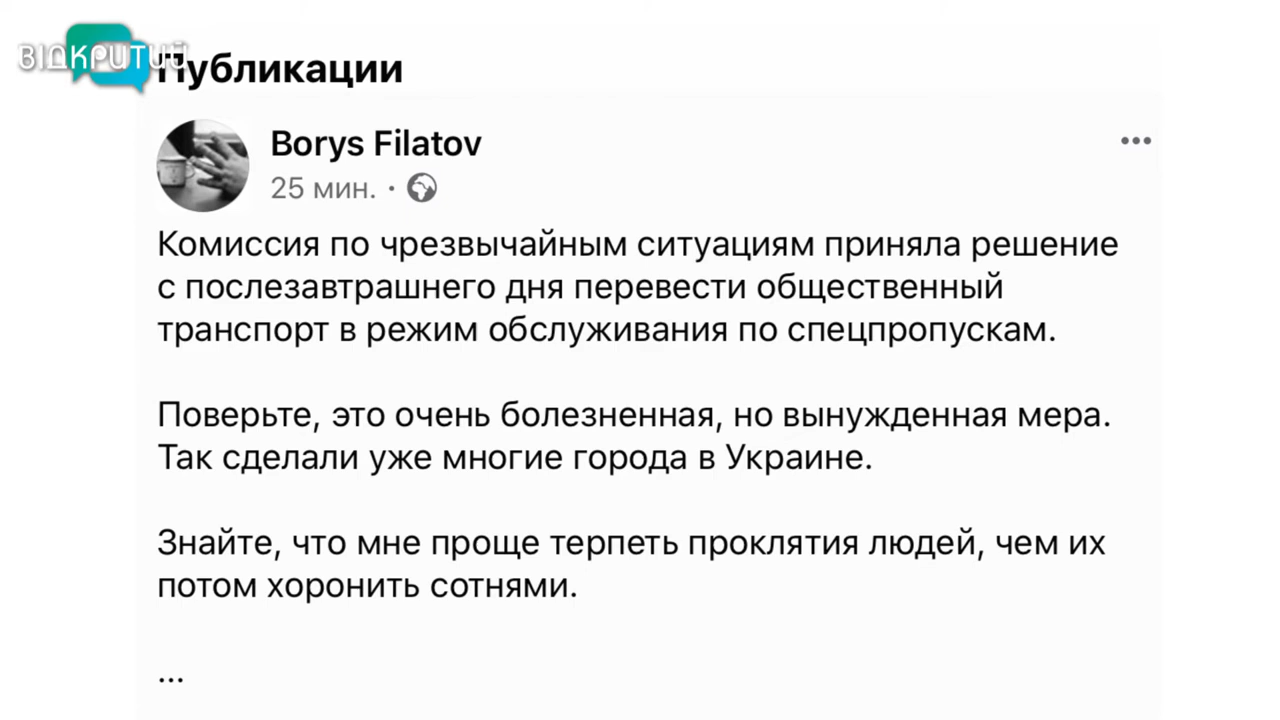 ВІДКРИТИЙ
Публикации
Borys Filatov
25 мин. ·
Комиссия по чрезвычайным ситуациям приняла решение
с послезавтрашнего дня перевести общественный
транспорт в режим обслуживания по спецпропускам.
Поверьте, это очень болезненная, но вынужденная мера.
Так сделали уже многие города в Украине.
Знайте, что мне проще терпеть проклятия людей, чем их
потом хоронить сотнями.
...